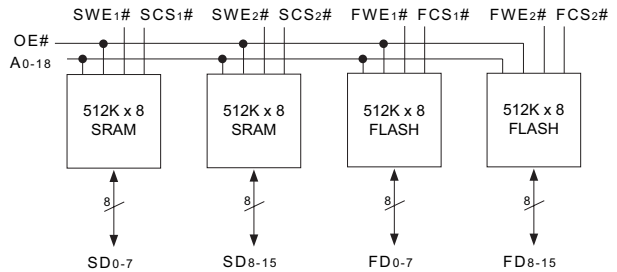 SWE1# SCS1# SWE2# SCS2# FWE1# FCS1# FWE2# FCS2#
OE#
A0-18
512K x 8 SRAM
512K x 8 SRAM
512K x 8 FLASH
512K x 8 FLASH
8 8 8 8
SD0-7 SD8-15 FD0-7 FD8-15